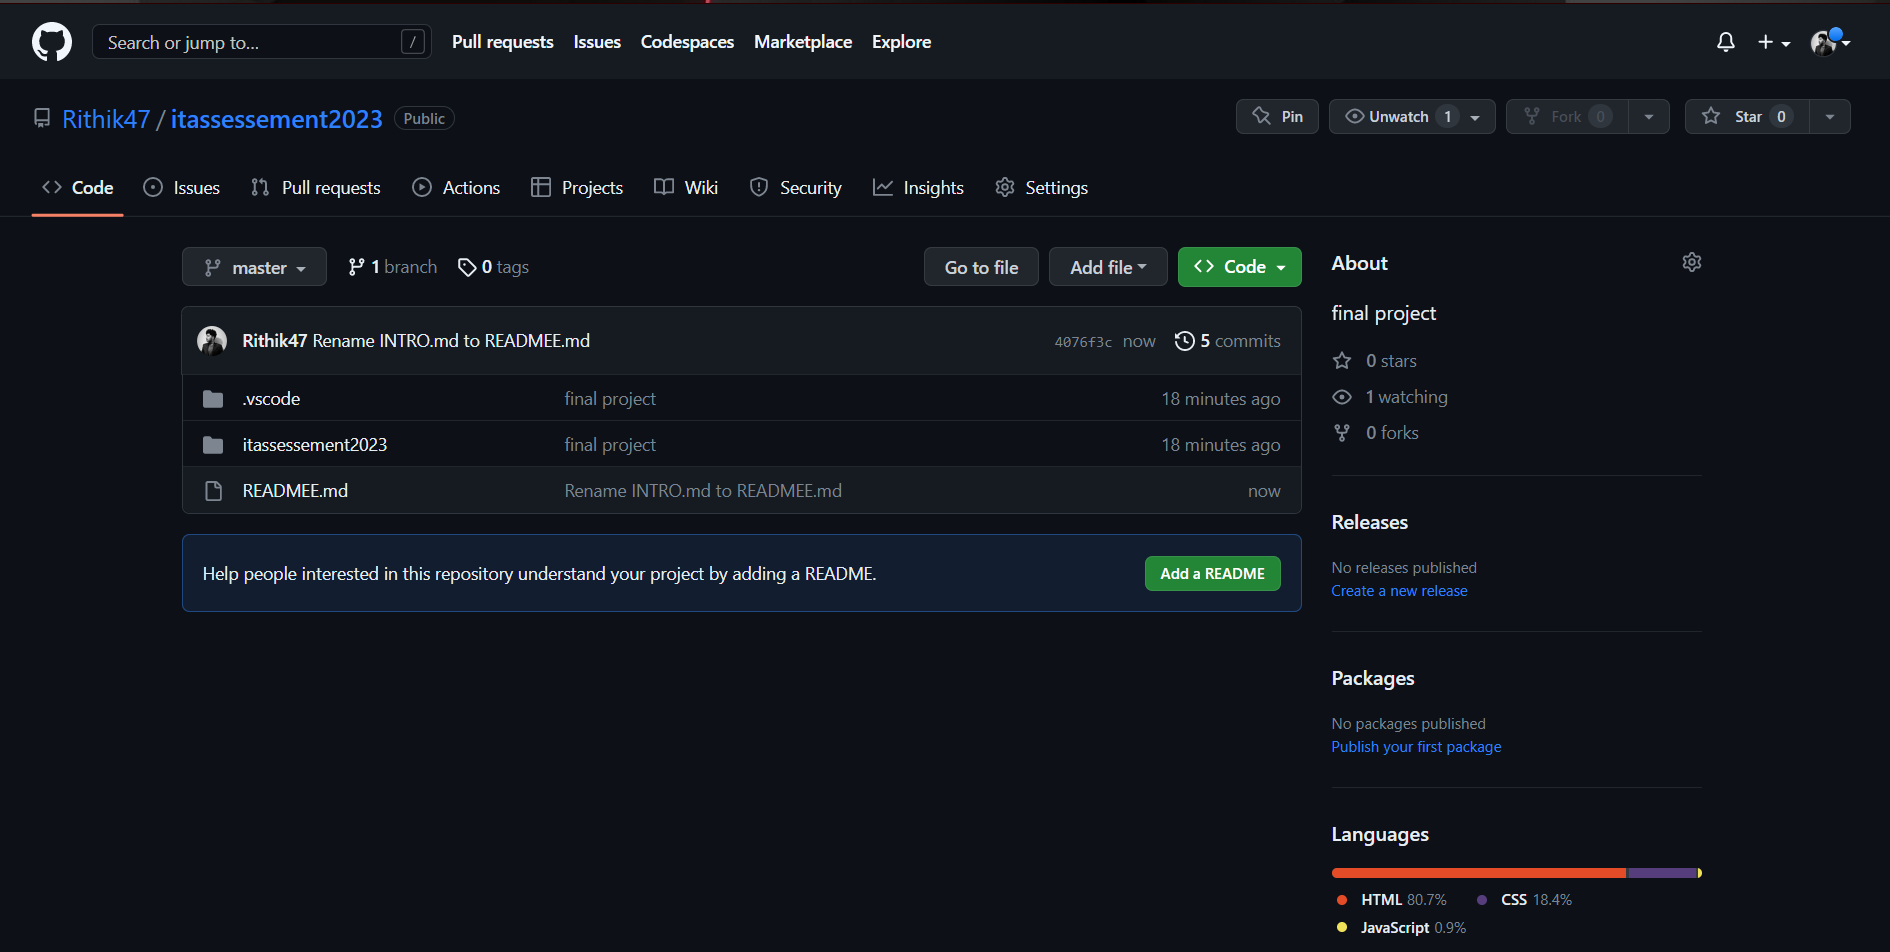 Search or jump to... /
Pull requests Issues Codespaces Marketplace Explore
Rithik47 / itassessement2023 Public
Pin Unwatch 1 Fork 0 Star 0
Code Issues Pull requests Actions Projects Wiki Security Insights Settings
master 1 branch 0 tags Go to file Add file Code
Rithik47 Rename INTRO.md to READMEE.md 4076f3c now 5 commits
.vscode final project 18 minutes ago
itassessement2023 final project 18 minutes ago
READMEE.md Rename INTRO.md to READMEE.md now
Help people interested in this repository understand your project by adding a README. Add a README
About
final project
0 stars
1 watching
0 forks
Releases
No releases published
Create a new release
Packages
No packages published
Publish your first package
Languages
HTML 80.7% CSS 18.4%
JavaScript 0.9%